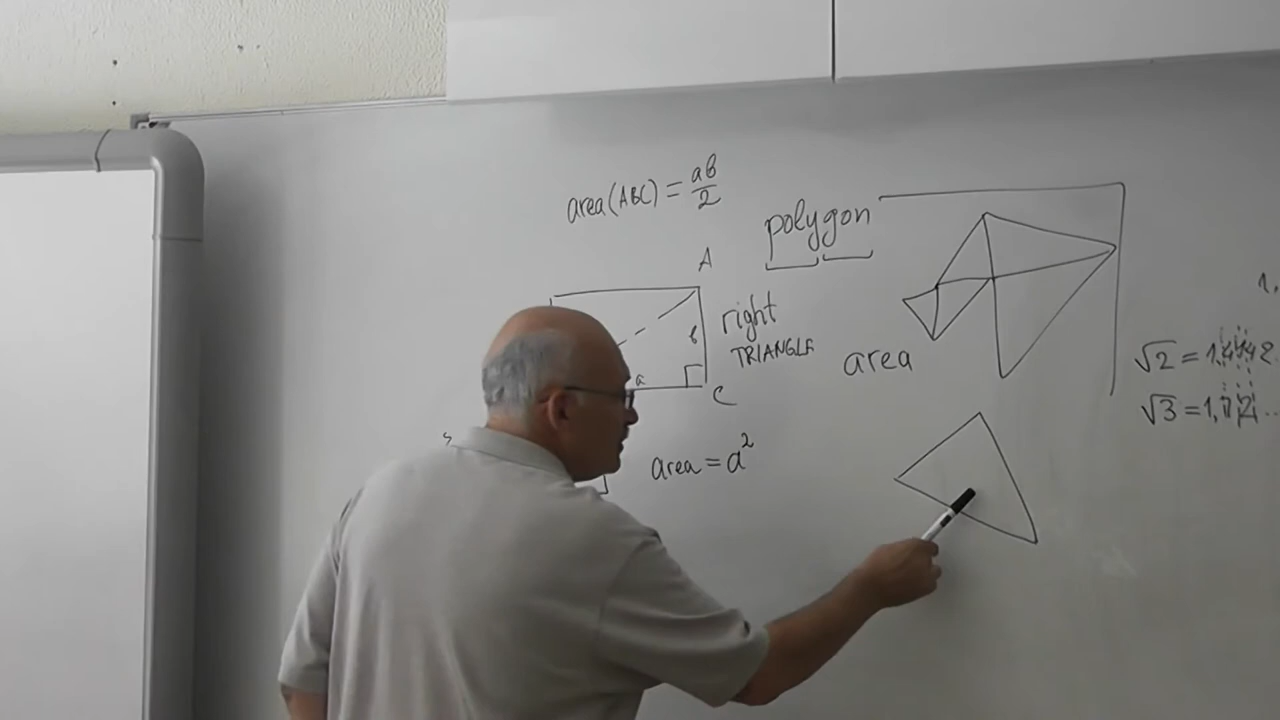 area(ABC) = ab/2
polygon
A
right
TRIANGLE
b
a
C
area
area = a²
√2 = 1,
√3 = 1,